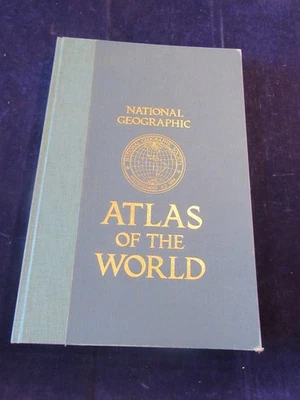 NATIONAL
GEOGRAPHIC
ATLAS
OF THE
WORLD